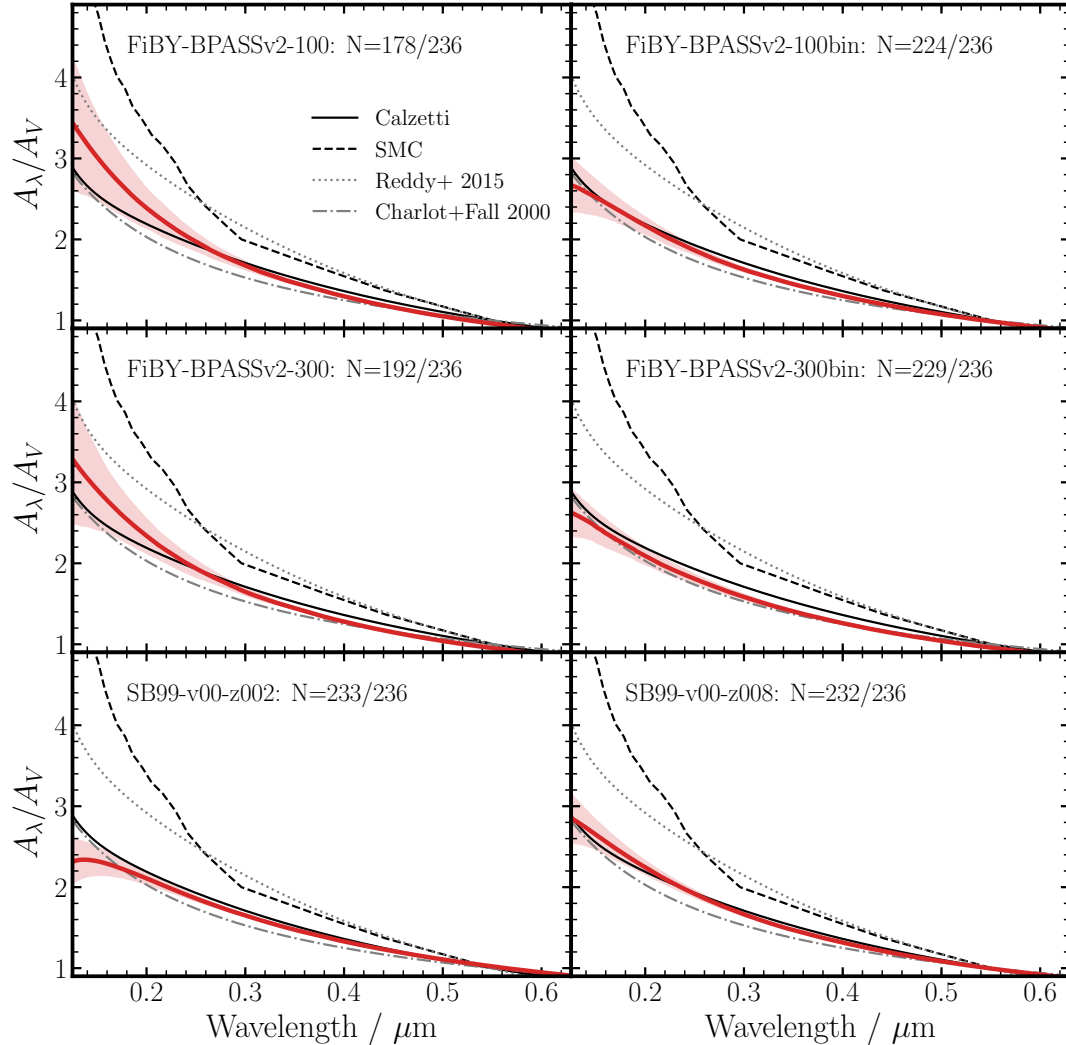 FiBY-BPASSv2-100: N=178/236
FiBY-BPASSv2-100bin: N=224/236
4
3
2
1
A_λ/A_V
Calzetti
SMC
Reddy+ 2015
Charlot+Fall 2000
FiBY-BPASSv2-300: N=192/236
FiBY-BPASSv2-300bin: N=229/236
4
3
2
1
A_λ/A_V
SB99-v00-z002: N=233/236
SB99-v00-z008: N=232/236
4
3
2
1
A_λ/A_V
0.2 0.3 0.4 0.5 0.6
0.2 0.3 0.4 0.5 0.6
Wavelength / μm
Wavelength / μm